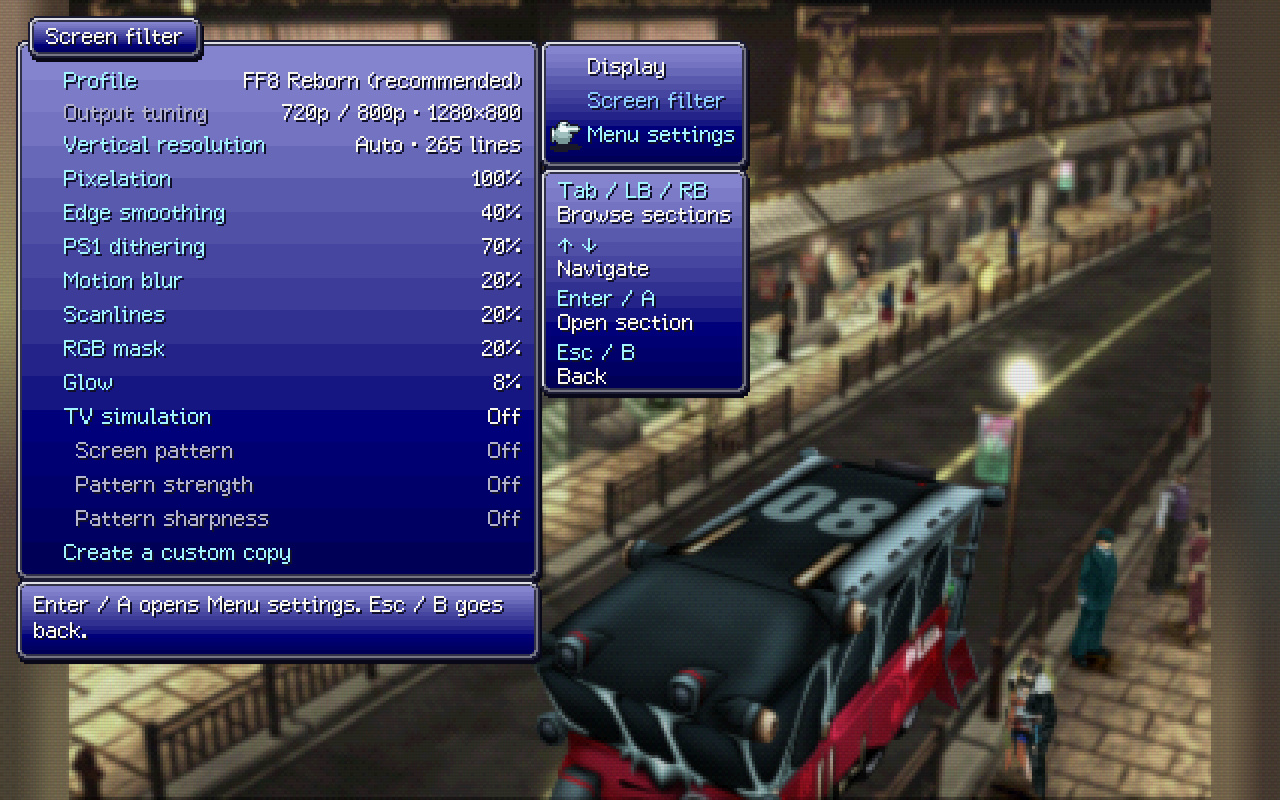 Screen filter
Profile FF8 Reborn (recommended)
Output tuning 720p / 800p · 1280×800
Vertical resolution Auto · 265 lines
Pixelation 100%
Edge smoothing 40%
PS1 dithering 70%
Motion blur 20%
Scanlines 20%
RGB mask 20%
Glow 8%
TV simulation Off
Screen pattern Off
Pattern strength Off
Pattern sharpness Off
Create a custom copy
Enter / A opens Menu settings. Esc / B goes
back.
Display
Screen filter
Menu settings
Tab / LB / RB
Browse sections
↑ ↓
Navigate
Enter / A
Open section
Esc / B
Back
08